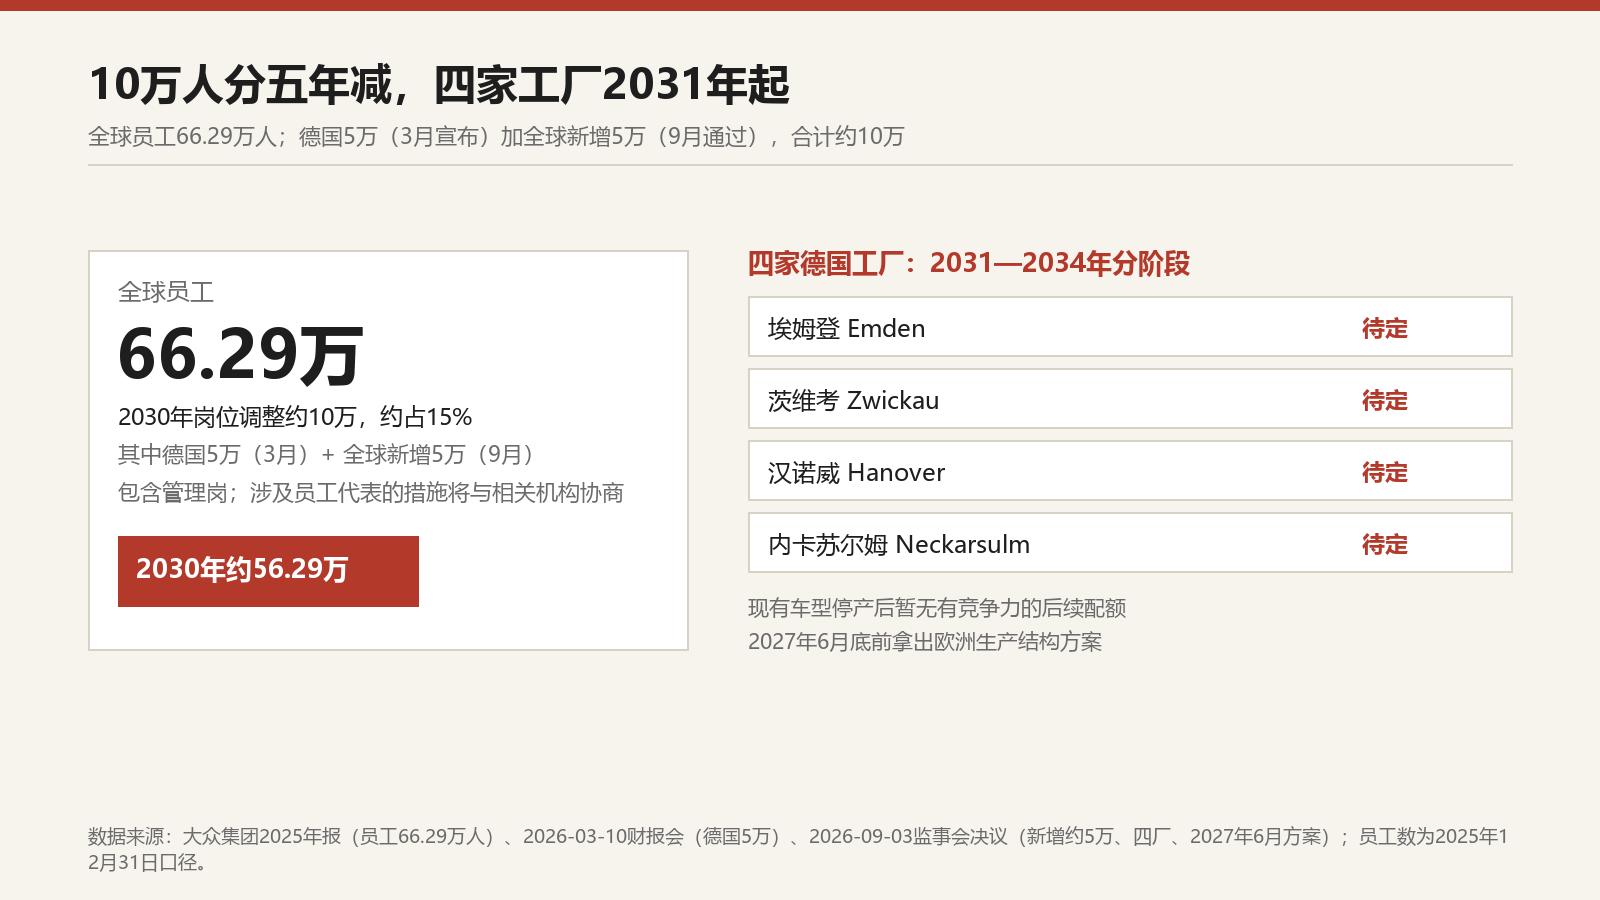 10万人分五年减，四家工厂2031年起
全球员工66.29万人；德国5万（3月宣布）加全球新增5万（9月通过），合计约10万
全球员工
66.29万
2030年岗位调整约10万，约占15%
其中德国5万（3月）+ 全球新增5万（9月）
包含管理岗；涉及员工代表的措施将与相关机构协商
2030年约56.29万
四家德国工厂：2031—2034年分阶段
埃姆登 Emden 待定
茨维考 Zwickau 待定
汉诺威 Hanover 待定
内卡苏尔姆 Neckarsulm 待定
现有车型停产后暂无有竞争力的后续配额
2027年6月底前拿出欧洲生产结构方案
数据来源：大众集团2025年报（员工66.29万人）、2026-03-10财报会（德国5万）、2026-09-03监事会决议（新增约5万、四厂、2027年6月方案）；员工数为2025年1
2月31日口径。